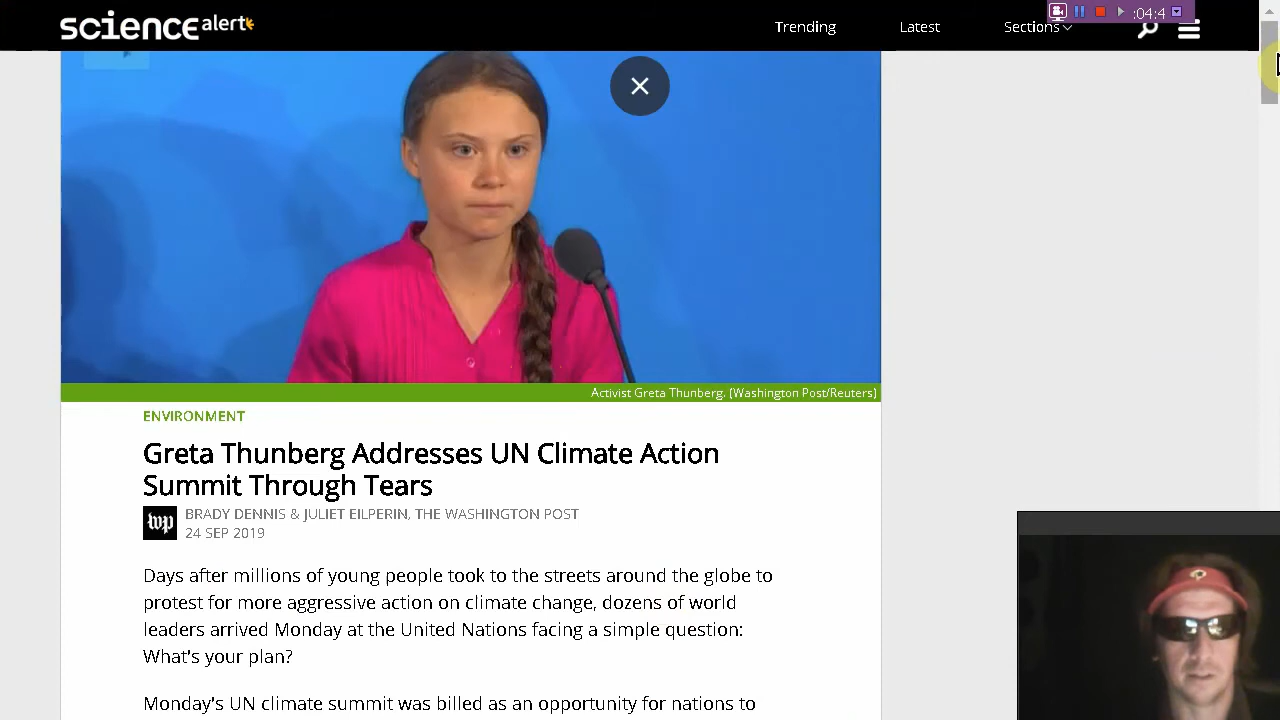 science alert
Trending
Latest
Sections
:04:4
Activist Greta Thunberg. (Washington Post/Reuters)
ENVIRONMENT
Greta Thunberg Addresses UN Climate Action
Summit Through Tears
wp
BRADY DENNIS & JULIET EILPERIN, THE WASHINGTON POST
24 SEP 2019
Days after millions of young people took to the streets around the globe to
protest for more aggressive action on climate change, dozens of world
leaders arrived Monday at the United Nations facing a simple question:
What's your plan?
Monday's UN climate summit was billed as an opportunity for nations to